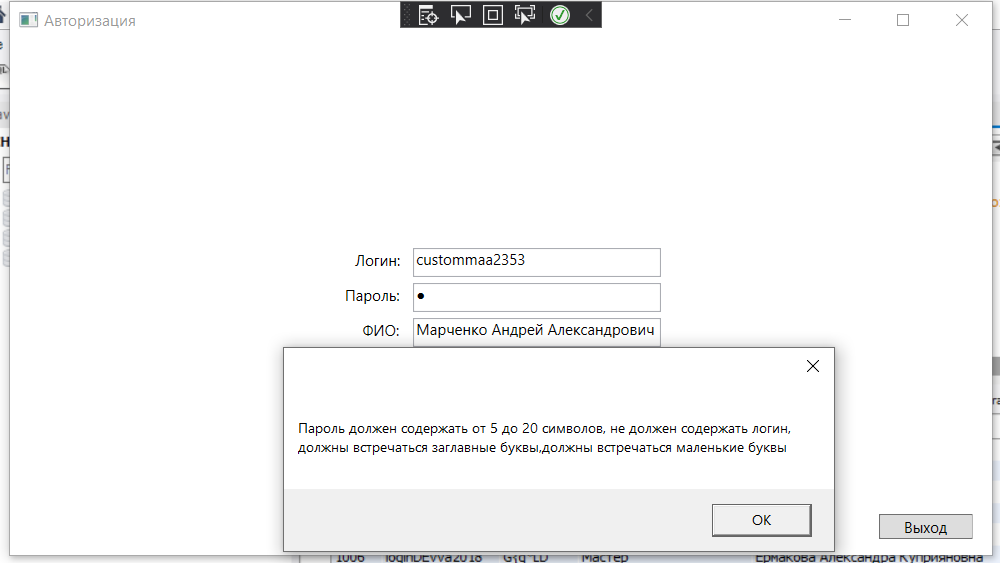 Авторизация
Логин: custommaa2353
Пароль: ●
ФИО: Марченко Андрей Александрович
Пароль должен содержать от 5 до 20 символов, не должен содержать логин,
должны встречаться заглавные буквы,должны встречаться маленькие буквы
OK
Выход
1006 loginDEvva2018 Мастер Ермакова Александра Куприяновна